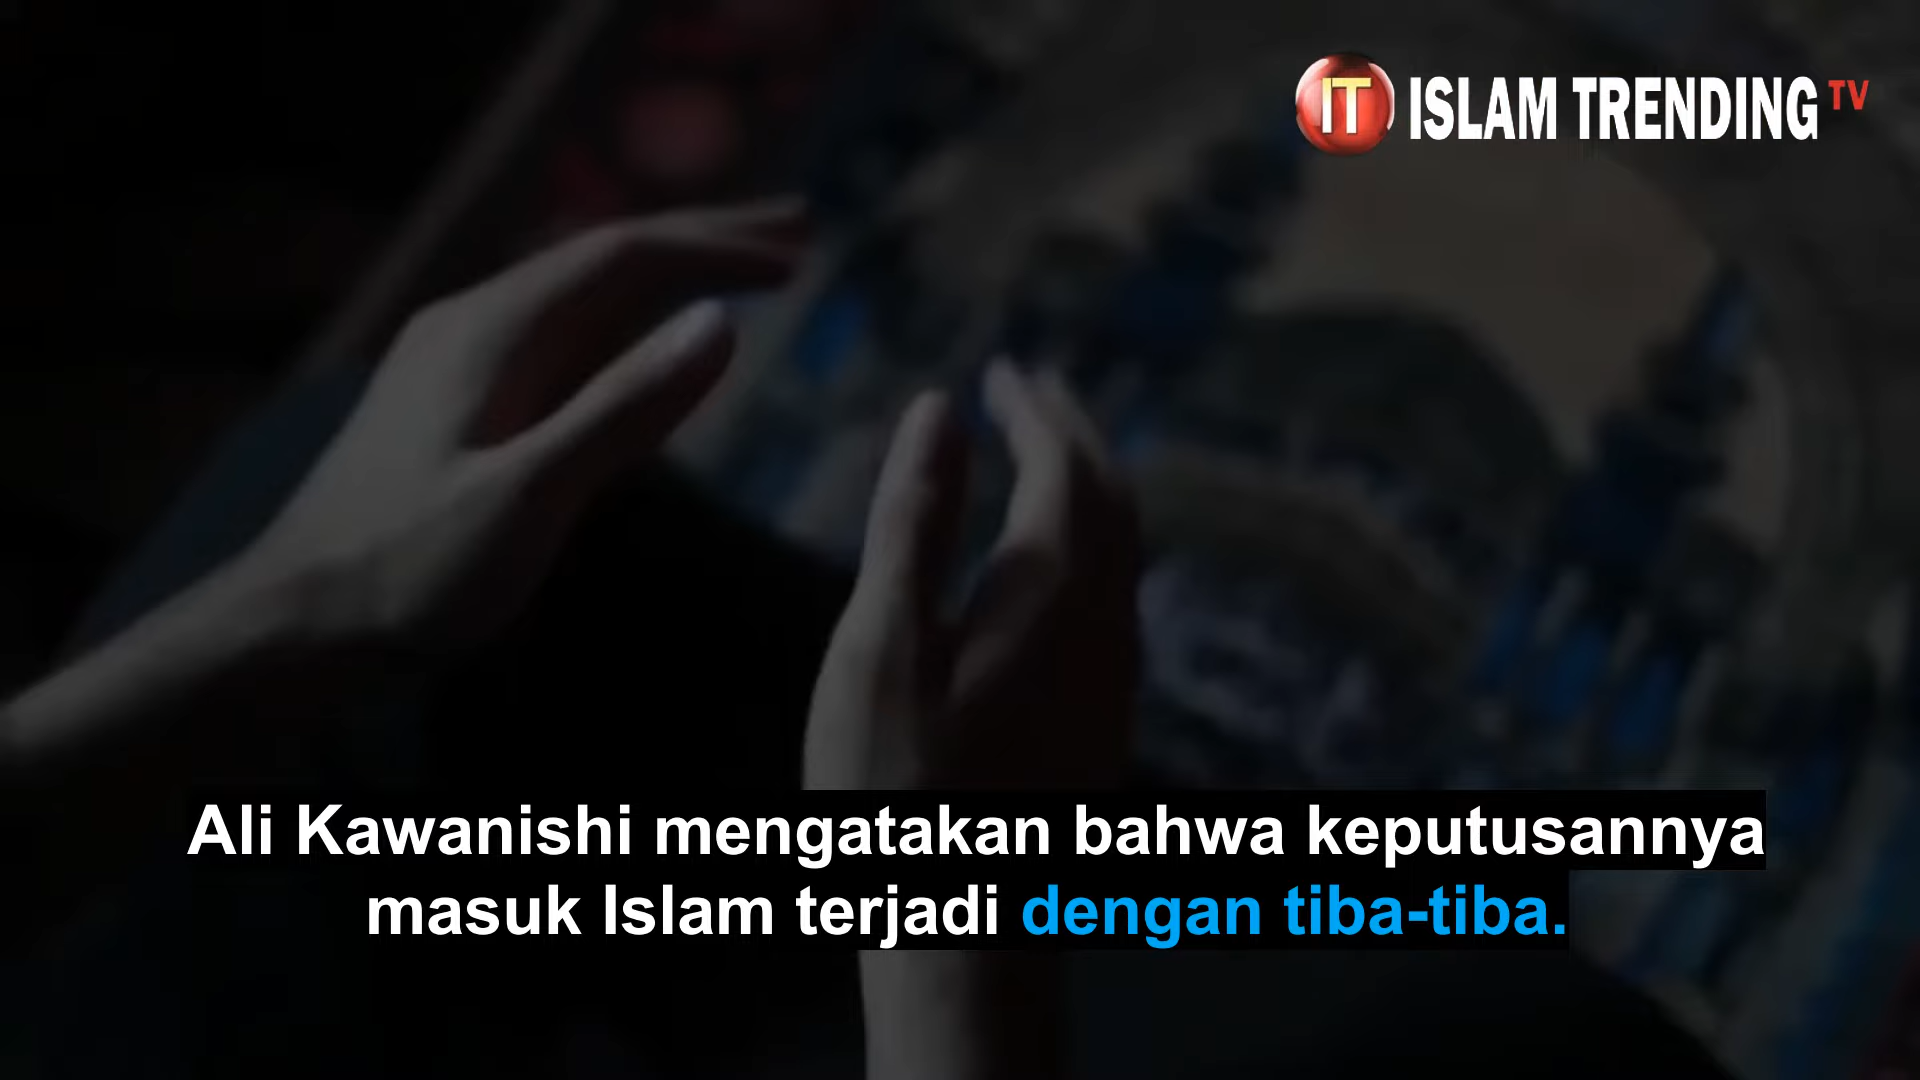 IT ISLAM TRENDING TV
Ali Kawanishi mengatakan bahwa keputusannya
masuk Islam terjadi dengan tiba-tiba.